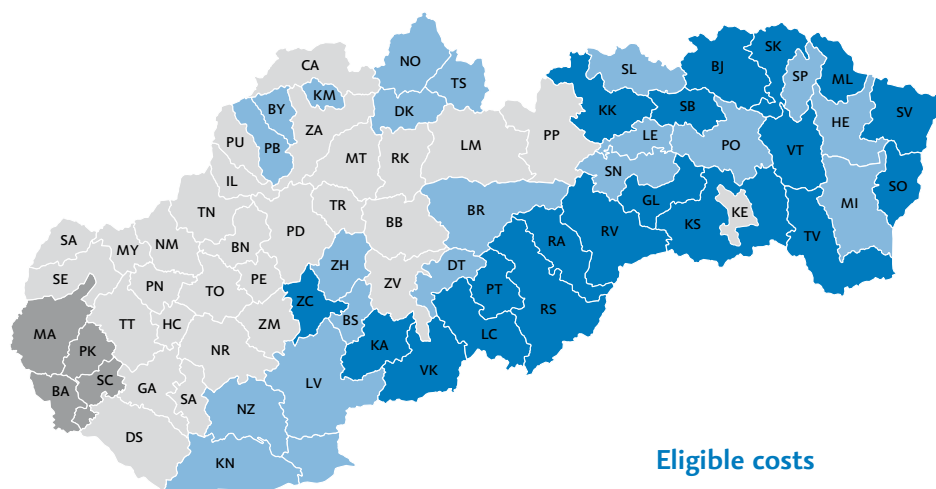 CA
NO
TS
KM
BY
DK
PU
PB
ZA
MT
RK
LM
PP
IL
SL
BJ
SK
SP
ML
KK
SB
HE
SV
LE
PO
VT
SN
SO
MI
GL
KE
KS
TV
RV
RA
BR
TN
TR
BB
PD
SA
MY
NM
BN
ZH
DT
SE
PN
TO
PE
ZC
ZV
PT
RS
MA
TT
HC
ZM
BS
LC
PK
NR
KA
VK
BA
SC
GA
SA
LV
NZ
DS
KN
Eligible costs